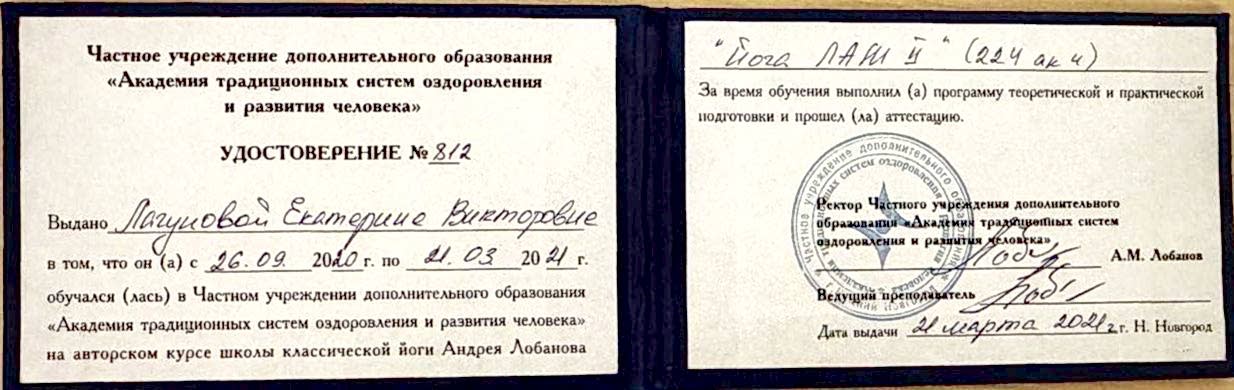 Частное учреждение дополнительного образования
«Академия традиционных систем оздоровления
и развития человека»
УДОСТОВЕРЕНИЕ № 812
Выдано Лагуновой Екатерине Викторовне
в том, что он (а) с 26.09. 2020 г. по 21.03 2021 г.
обучался (лась) в Частном учреждении дополнительного образования
«Академия традиционных систем оздоровления и развития человека»
на авторском курсе школы классической йоги Андрея Лобанова
"Йога ЛАЖ II" (224 ак ч)
За время обучения выполнил (а) программу теоретической и практической
подготовки и прошел (ла) аттестацию.
Ректор Частного учреждения дополнительного
образования «Академия традиционных систем
оздоровления и развития человека»
А.М. Лобанов
Ведущий преподаватель
Дата выдачи 21 марта 2021 г. г. Н. Новгород